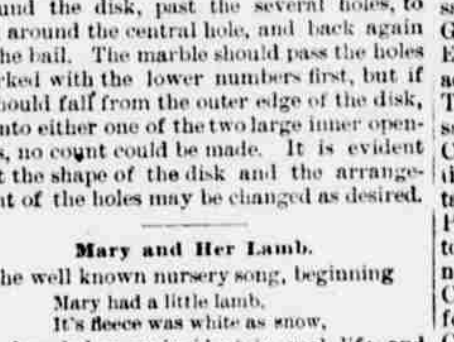 und the disk, past the several holes, to
around the central hole, and back again
he bail. The marble should pass the holes
rked with the lower numbers first, but if
hould fall from the outer edge of the disk,
nto either one of the two large inner open-
s, no count could be made. It is evident
t the shape of the disk and the arrange-
nt of the holes may be changed as desired.
Mary and Her Lamb.
he well known nursery song, beginning
Mary had a little lamb,
It's fleece was white as snow,